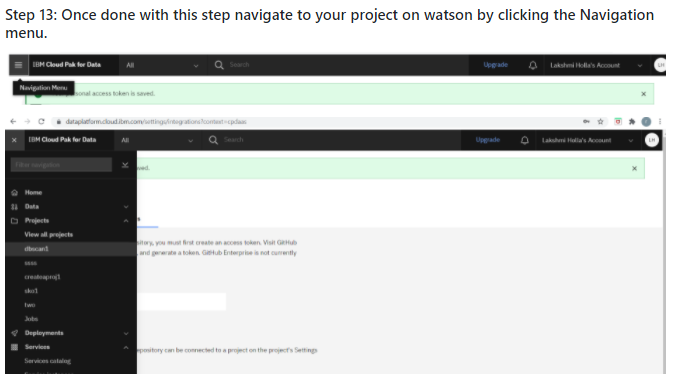 Step 13: Once done with this step navigate to your project on watson by clicking the Navigation
menu.
IBM Cloud Pak for Data
All
Search
Upgrade
Lakshmi Holla's Account
LH
Navigation Menu
sonal access token is saved.
dataplatform.cloud.ibm.com/settings/integrations?context=cpdaas
IBM Cloud Pak for Data
All
Search
Upgrade
Lakshmi Holla's Account
LH
Filter navigation
ved.
Home
Data
Projects
s
View all projects
sitory, you must first create an access token. Visit GitHub
dbscan1
, and generate a token. GitHub Enterprise is not currently
ssss
createaproj1
sko1
two
Jobs
Deployments
Services
epository can be connected to a project on the project's Settings
Services catalog